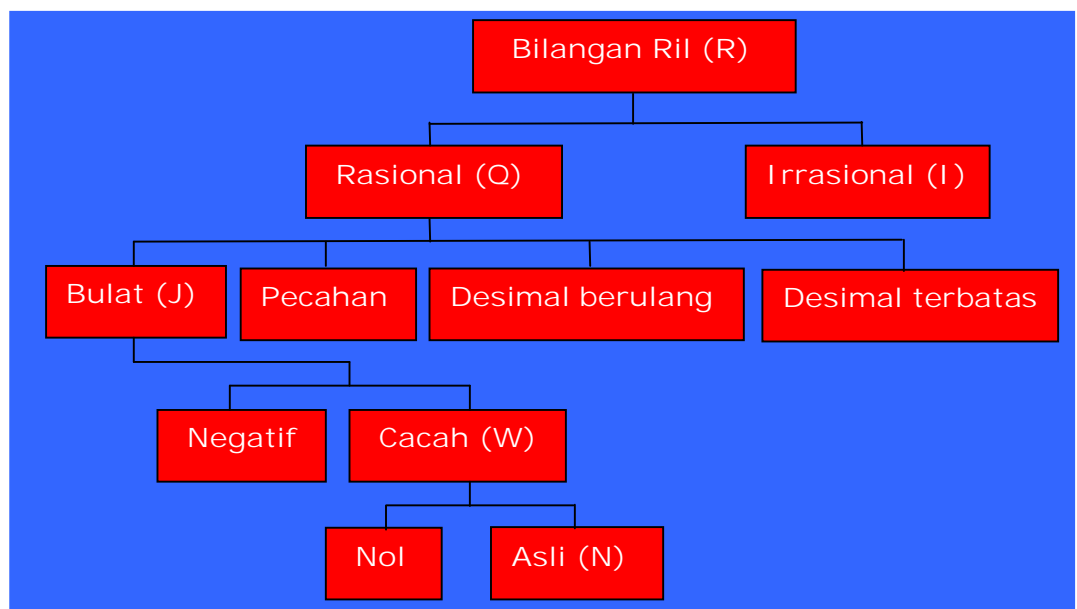 Bilangan Ril (R)
Rasional (Q)
Irrasional (I)
Bulat (J)
Pecahan
Desimal berulang
Desimal terbatas
Negatif
Cacah (W)
Nol
Asli (N)